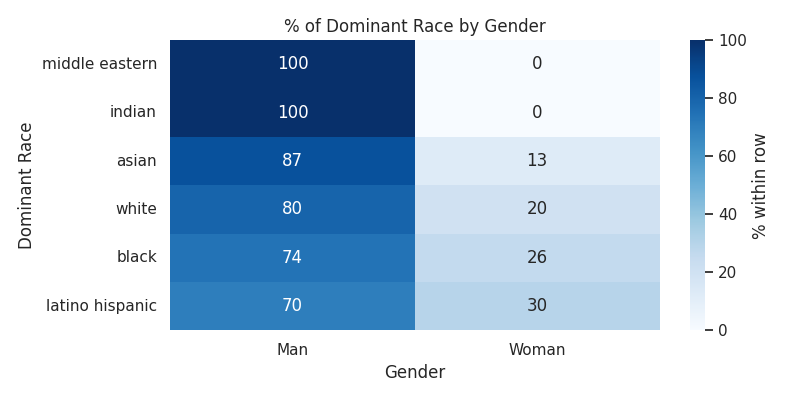 % of Dominant Race by Gender
middle eastern 100 0
indian 100 0
asian 87 13
white 80 20
black 74 26
latino hispanic 70 30
Man Woman
Gender
Dominant Race
100
80
60
40
20
0
% within row